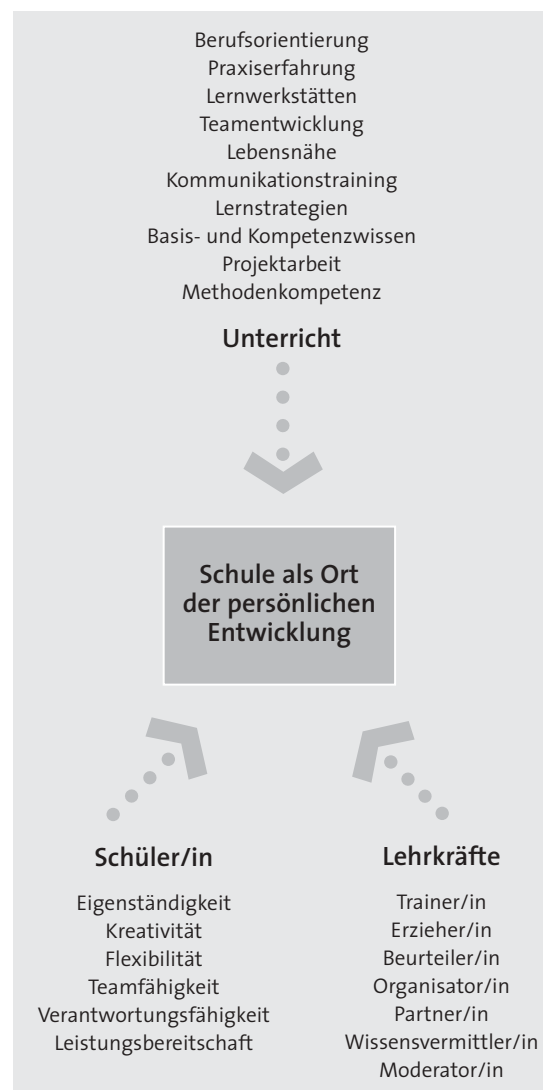 Berufsorientierung
Praxiserfahrung
Lernwerkstätten
Teamentwicklung
Lebensnähe
Kommunikationstraining
Lernstrategien
Basis- und Kompetenzwissen
Projektarbeit
Methodenkompetenz
Unterricht
Schule als Ort
der persönlichen
Entwicklung
Schüler/in
Eigenständigkeit
Kreativität
Flexibilität
Teamfähigkeit
Verantwortungsfähigkeit
Leistungsbereitschaft
Lehrkräfte
Trainer/in
Erzieher/in
Beurteiler/in
Organisator/in
Partner/in
Wissensvermittler/in
Moderator/in